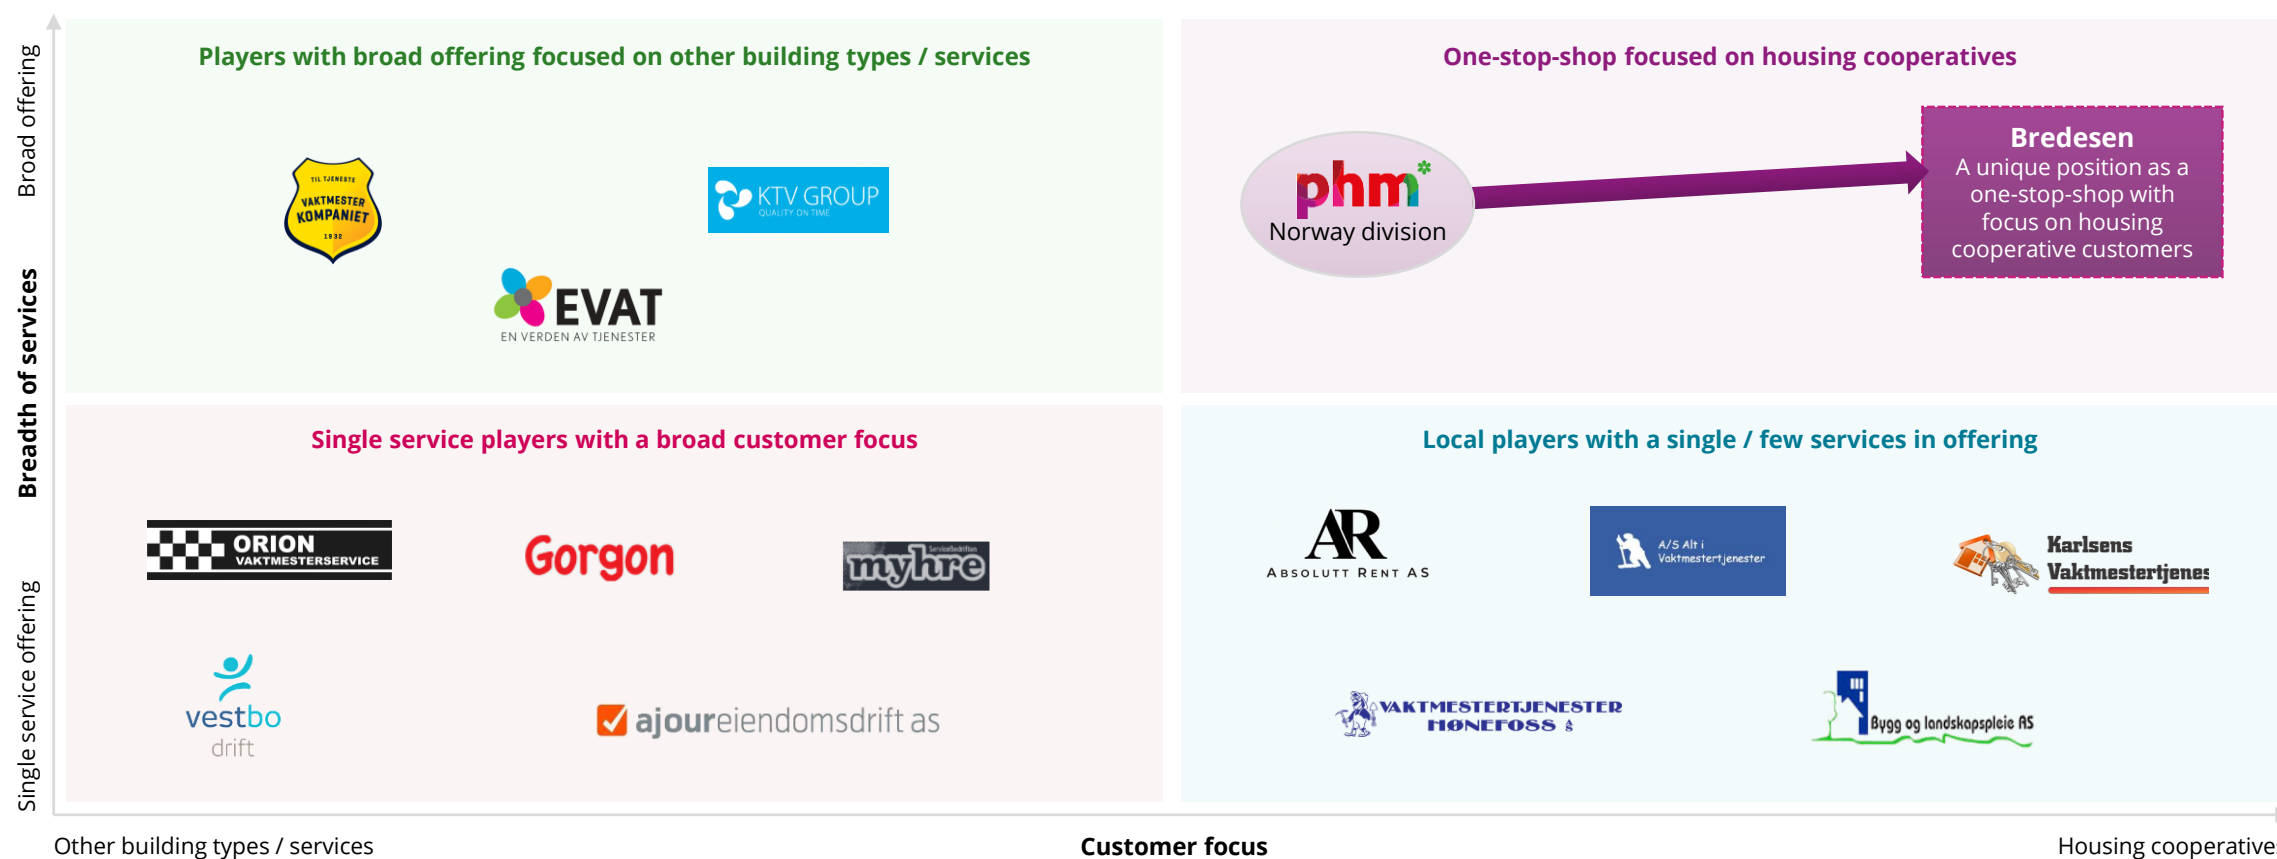 Broad offering
Breadth of services
Single service offering
Players with broad offering focused on other building types / services
TIL TJENESTE
VAKTMESTER
KOMPANIET
1932
KTV GROUP
QUALITY ON TIME
EVAT
EN VERDEN AV TJENESTER
One-stop-shop focused on housing cooperatives
phm
Norway division
Bredesen
A unique position as a
one-stop-shop with
focus on housing
cooperative customers
Single service players with a broad customer focus
ORION
VAKTMESTERSERVICE
Gorgon
ServiceBedriften
myhre
vestbo
drift
ajoureiendomsdrift as
Local players with a single / few services in offering
AR
ABSOLUTT RENT AS
A/S Alt i
Vaktmestertjenester
Karlsens
Vaktmestertjenes
VAKTMESTERTJENESTER
HØNEFOSS
Bygg og landskapspleie AS
Other building types / services
Customer focus
Housing cooperatives